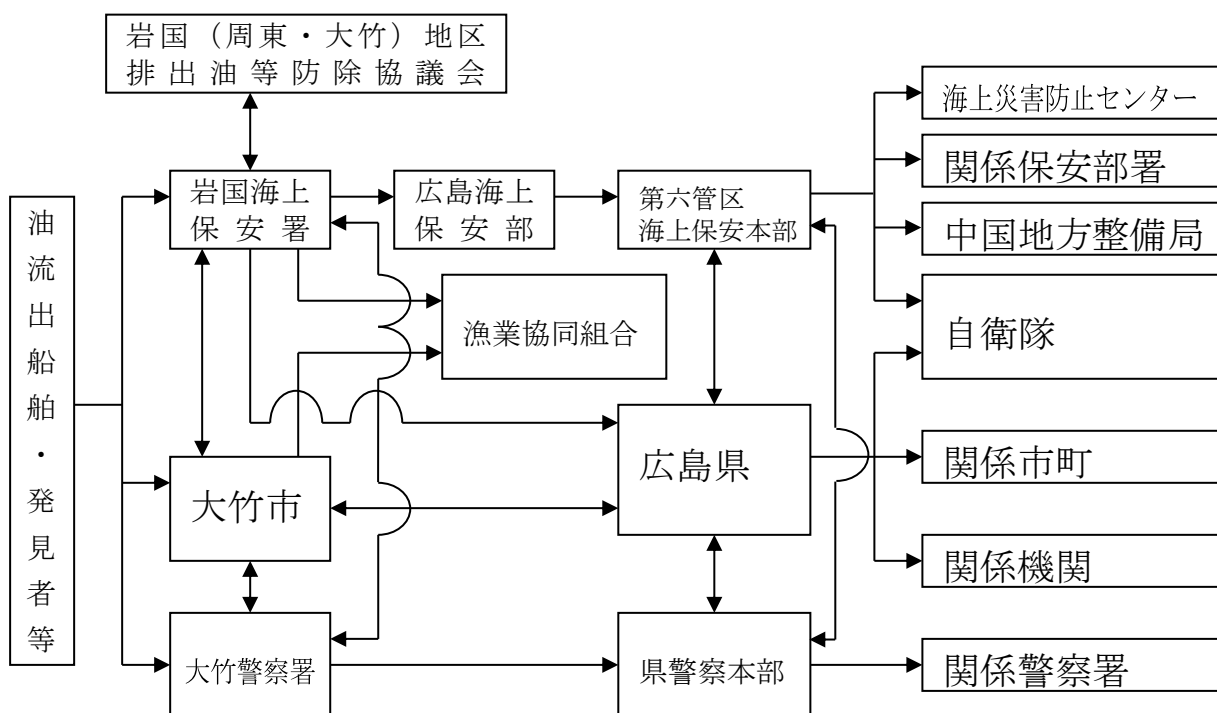 岩国（周東・大竹）地区
排出油等防除協議会
海上災害防止センター
関係保安部署
中国地方整備局
自衛隊
岩国海上
保安署
広島海上
保安部
第六管区
海上保安本部
油流出船舶・発見者等
漁業協同組合
広島県
関係市町
大竹市
関係機関
大竹警察署
県警察本部
関係警察署